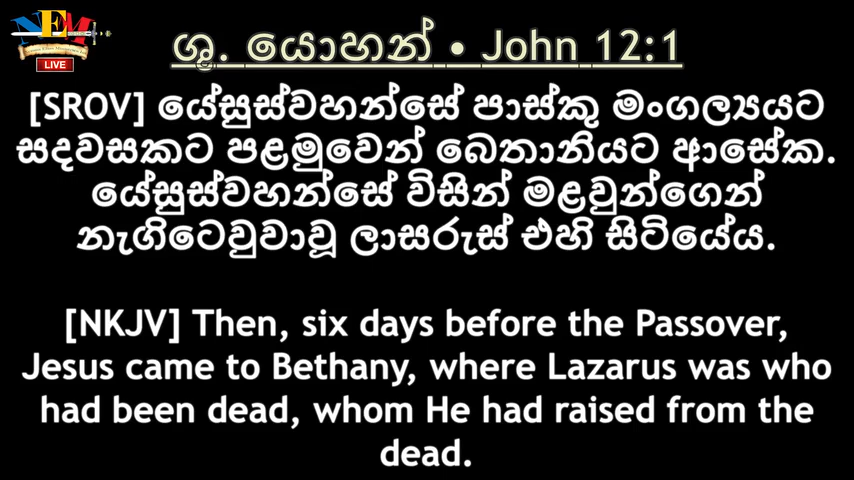 NEM
LIVE
ශු. යොහන් • John 12:1
[SROV] යේසුස්වහන්සේ පාස්කු මංගල්‍යයට
සදවසකට පළමුවෙන් බෙතානියට ආසේක.
යේසුස්වහන්සේ විසින් මළවුන්ගෙන්
නැගිටෙවුවාවූ ලාසරුස් එහි සිටියේය.
[NKJV] Then, six days before the Passover,
Jesus came to Bethany, where Lazarus was who
had been dead, whom He had raised from the
dead.